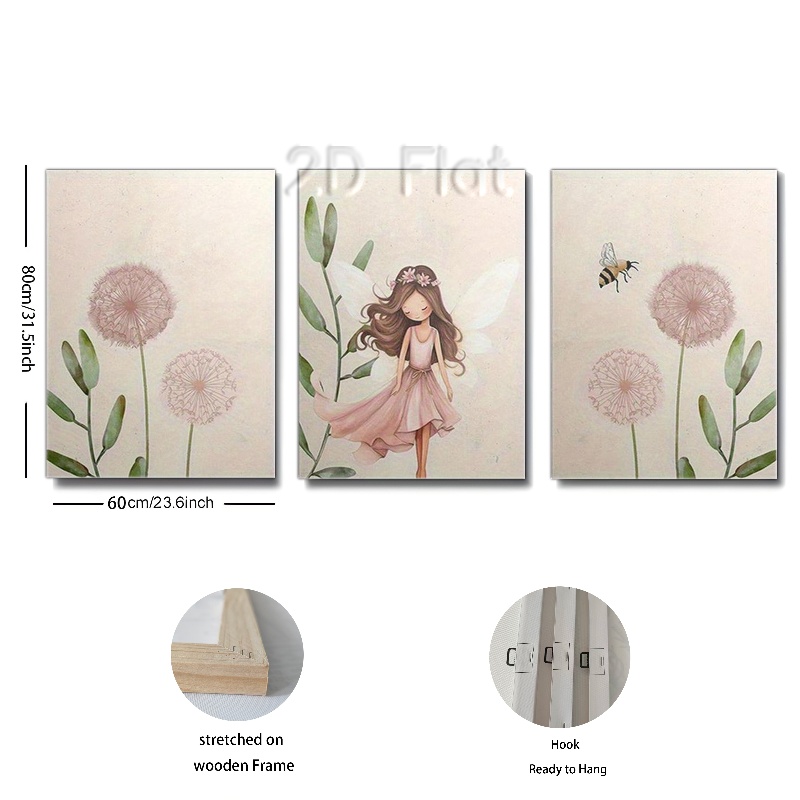 2D Flat
80cm/31.5inch
60cm/23.6inch
stretched on
wooden Frame
Hook
Ready to Hang